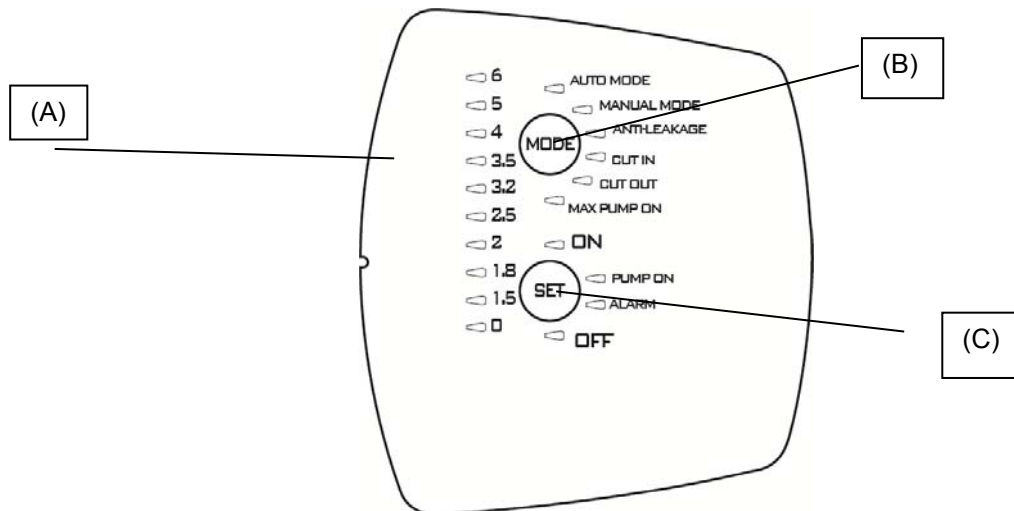 (A)
6
5
4
3.5
3.2
2.5
2
1.8
1.5
0
AUTO MODE
MANUAL MODE
ANTI-LEAKAGE
MODE
CUT IN
CUT OUT
MAX PUMP ON
ON
PUMP ON
SET
ALARM
OFF
(B)
(C)